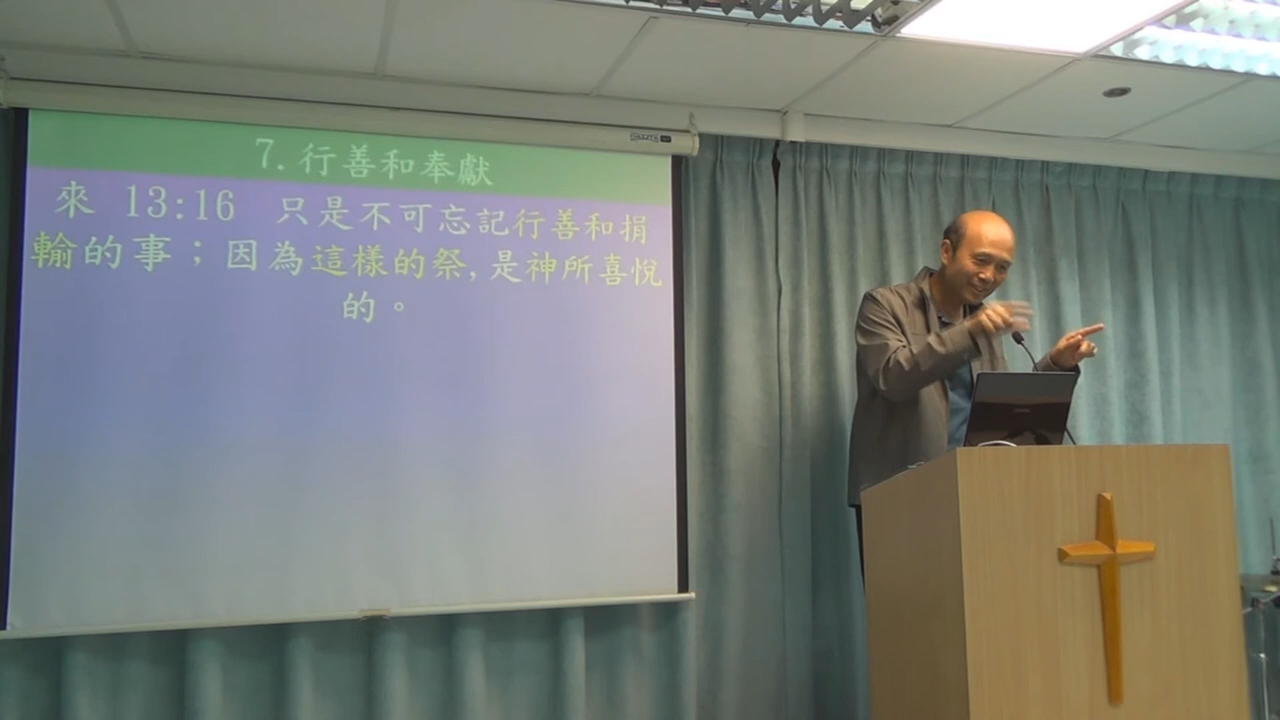 7.行善和奉獻
來 13:16 只是不可忘記行善和捐
輸的事；因為這樣的祭,是神所喜悅
的。